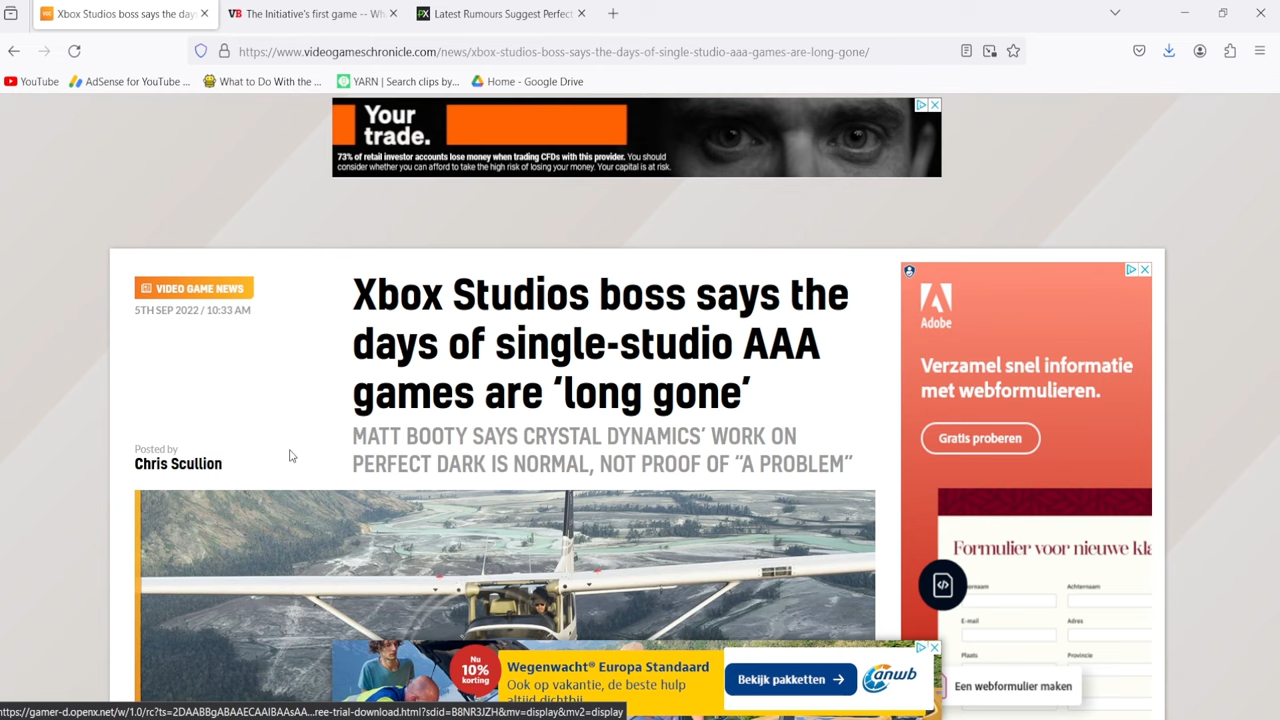 Xbox Studios boss says the day
The Initiative's first game -- Wh
Latest Rumours Suggest Perfect
https://www.videogameschronicle.com/news/xbox-studios-boss-says-the-days-of-single-studio-aaa-games-are-long-gone/
YouTube
AdSense for YouTube ...
What to Do With the ...
YARN | Search clips by...
Home - Google Drive
Your
trade.
73% of retail investor accounts lose money when trading CFDs with this provider. You should
consider whether you can afford to take the high risk of losing your money. Your capital is at risk.
VIDEO GAME NEWS
5TH SEP 2022 / 10:33 AM
Xbox Studios boss says the
days of single-studio AAA
games are ‘long gone’
MATT BOOTY SAYS CRYSTAL DYNAMICS’ WORK ON
PERFECT DARK IS NORMAL, NOT PROOF OF “A PROBLEM”
Posted by
Chris Scullion
Adobe
Verzamel snel informatie
met webformulieren.
Gratis proberen
Formulier voor nieuwe kla
Achternaam
E-mail
Adres
Plaats
Provincie
Een webformulier maken
Nu
10%
korting
Wegenwacht® Europa Standaard
Ook op vakantie, de beste hulp
altijd dichtbij
Bekijk pakketten →
anwb